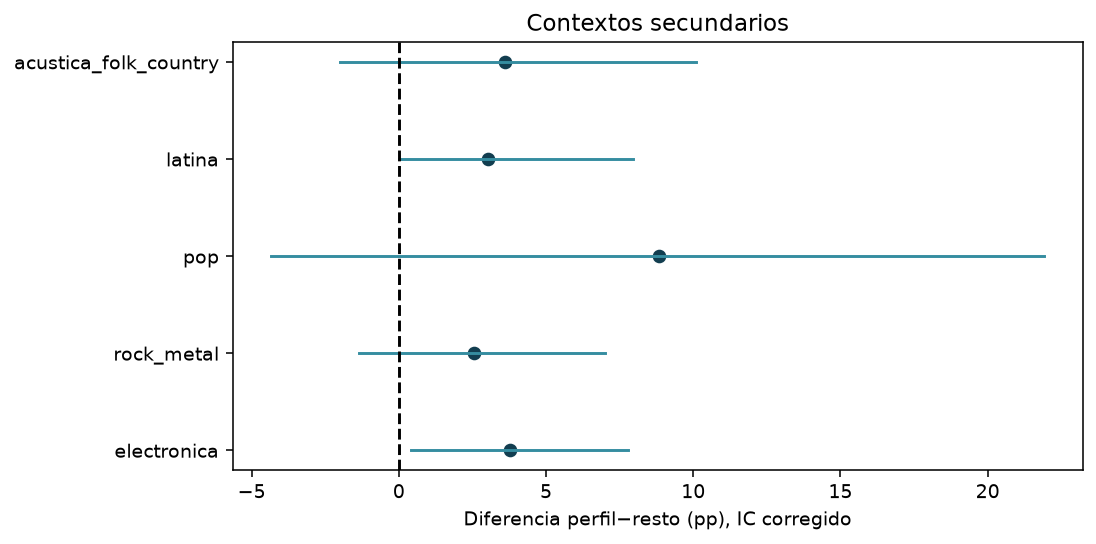 Contextos secundarios
acustica_folk_country
latina
pop
rock_metal
electronica
−5 0 5 10 15 20
Diferencia perfil−resto (pp), IC corregido